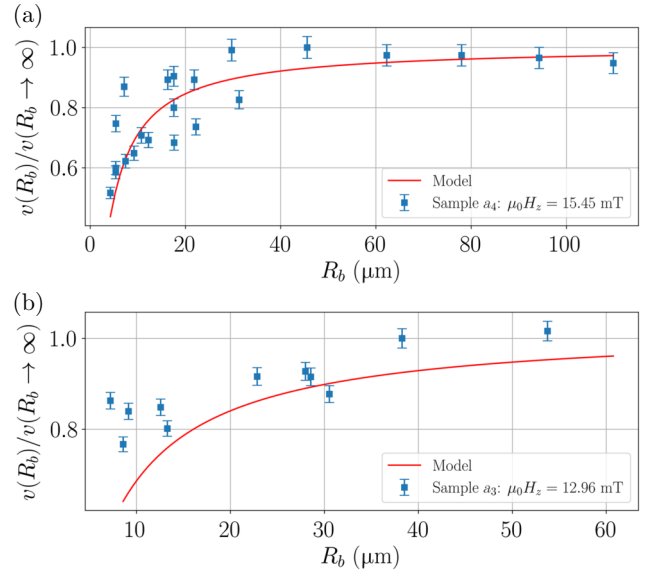 (a)
v(R_b)/v(R_b → ∞)
1.0
0.8
0.6
Model
Sample a_4: μ_0H_z = 15.45 mT
0 20 40 60 80 100
R_b (μm)
(b)
v(R_b)/v(R_b → ∞)
1.0
0.8
Model
Sample a_3: μ_0H_z = 12.96 mT
10 20 30 40 50 60
R_b (μm)